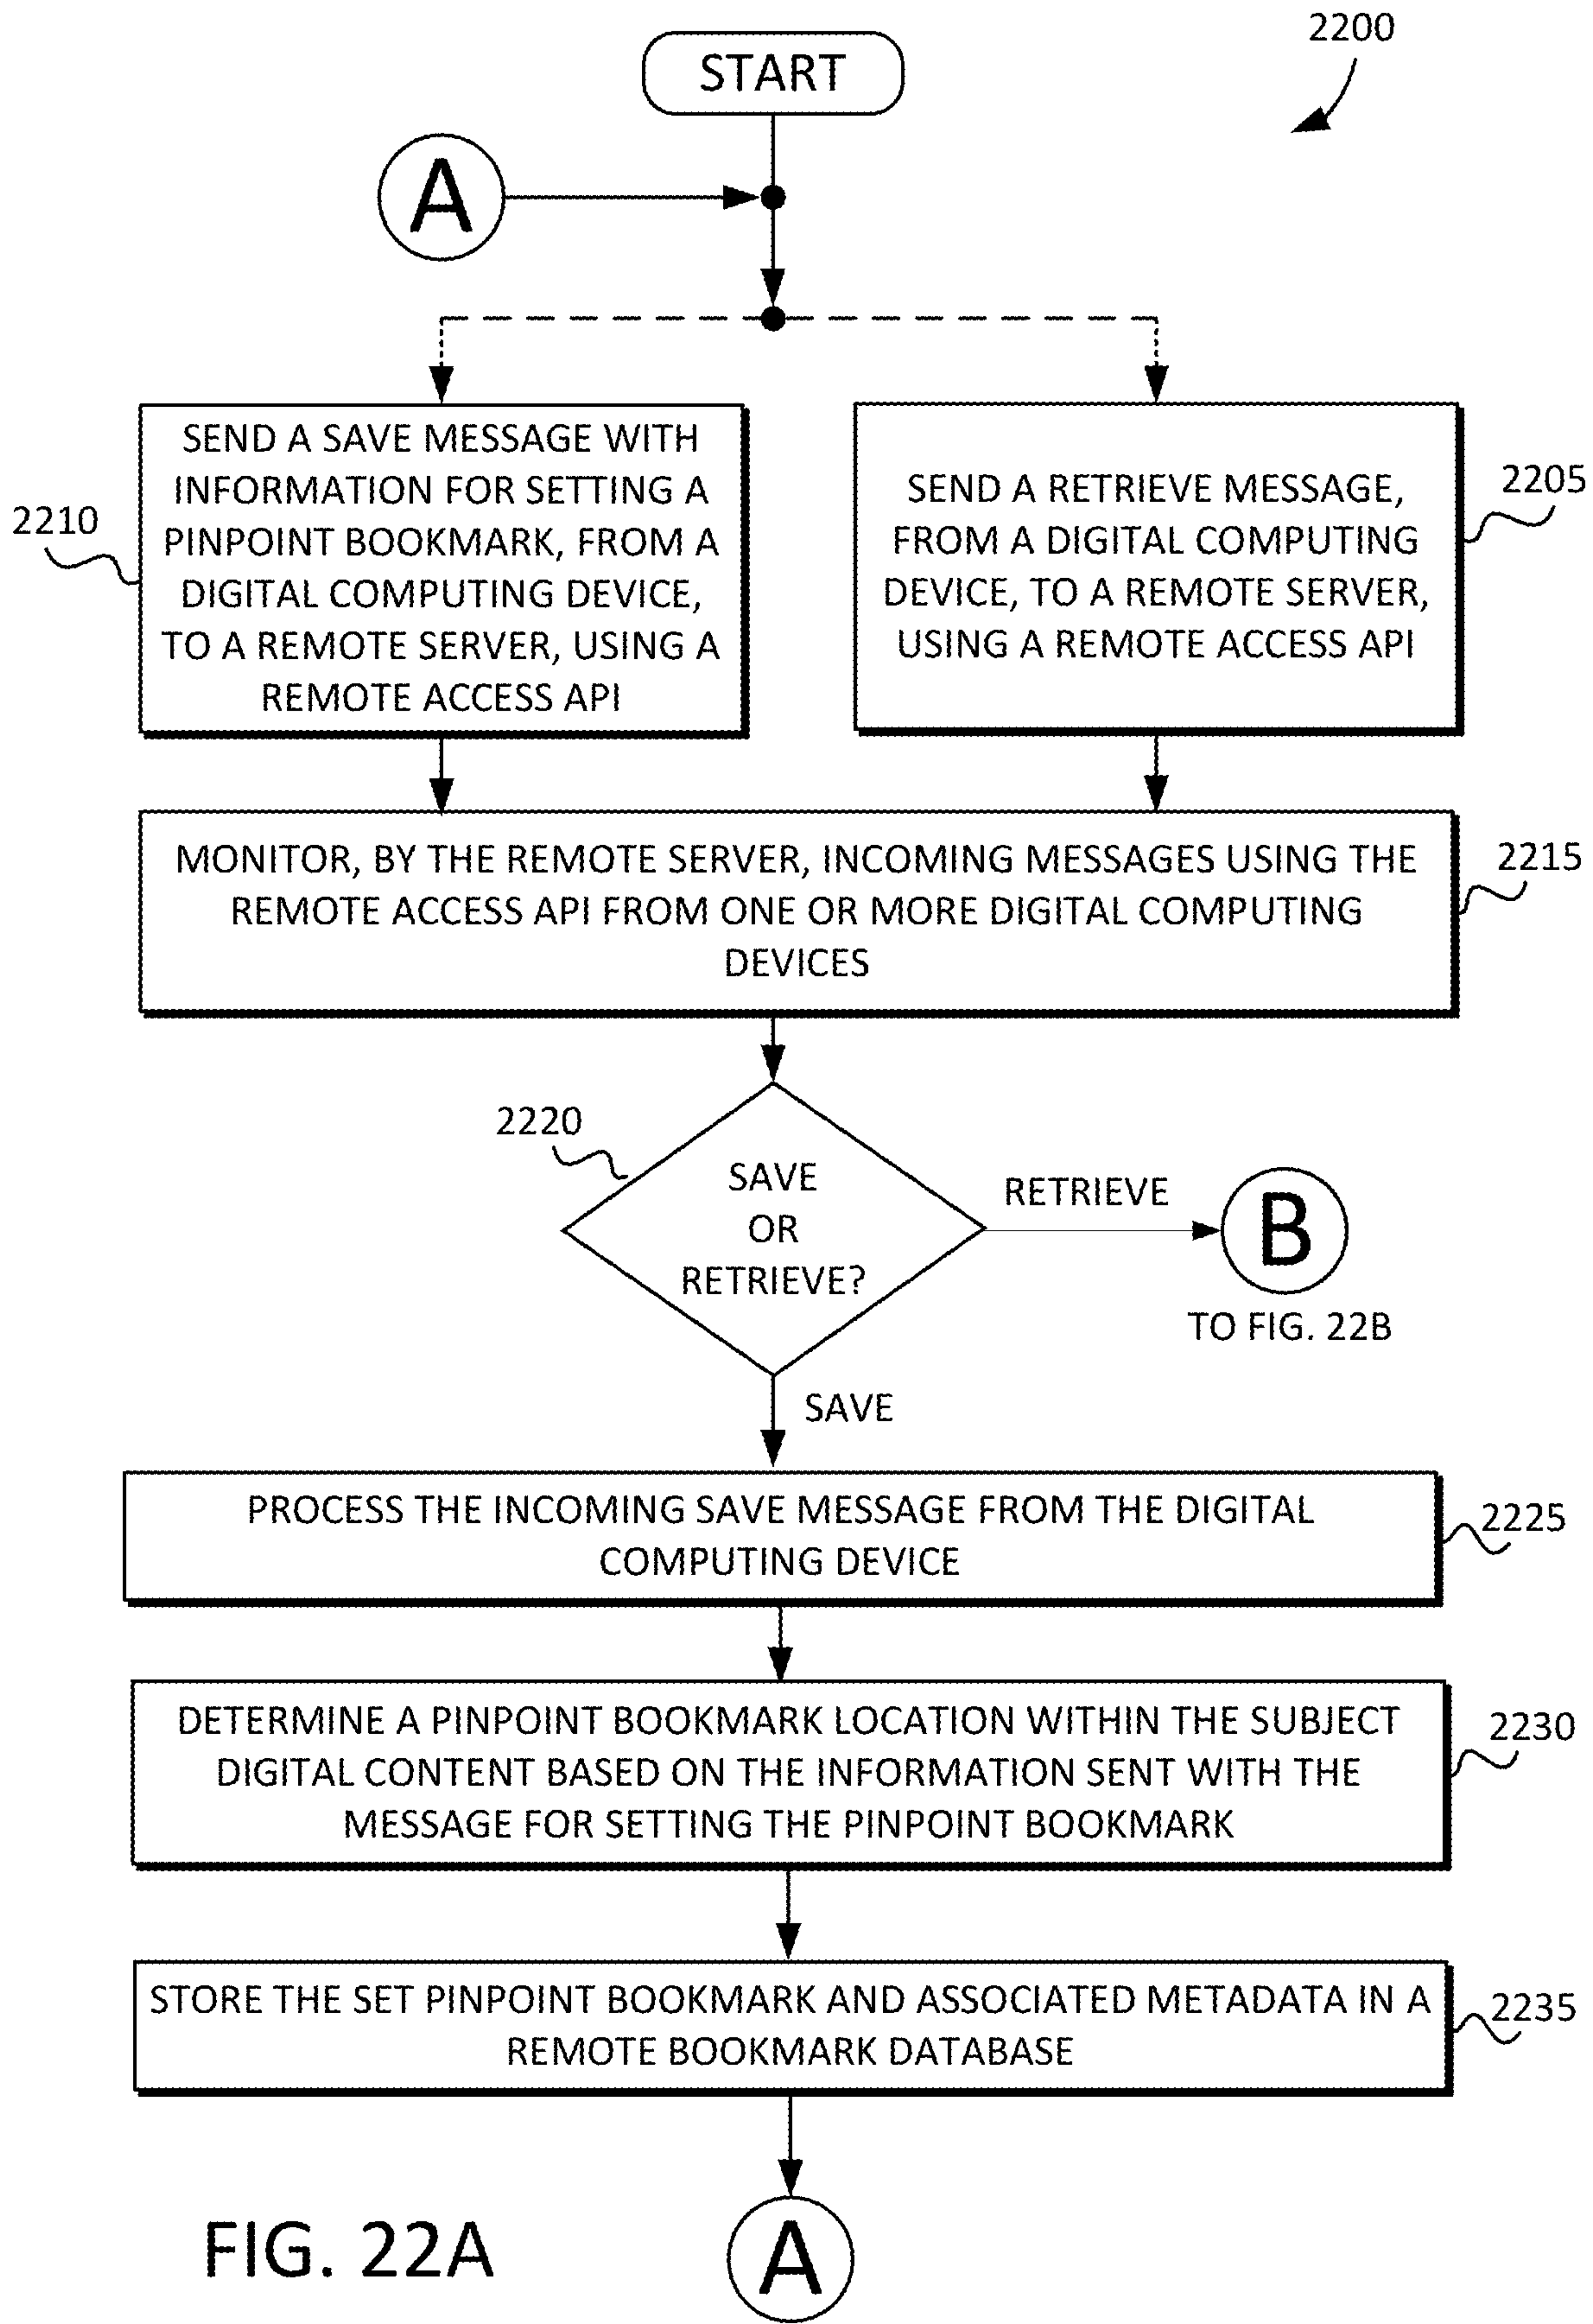 2200
START
A
SEND A SAVE MESSAGE WITH
INFORMATION FOR SETTING A
PINPOINT BOOKMARK, FROM A
DIGITAL COMPUTING DEVICE,
TO A REMOTE SERVER, USING A
REMOTE ACCESS API
2210
SEND A RETRIEVE MESSAGE,
FROM A DIGITAL COMPUTING
DEVICE, TO A REMOTE SERVER,
USING A REMOTE ACCESS API
2205
MONITOR, BY THE REMOTE SERVER, INCOMING MESSAGES USING THE
REMOTE ACCESS API FROM ONE OR MORE DIGITAL COMPUTING
DEVICES
2215
2220
SAVE
OR
RETRIEVE?
RETRIEVE
B
TO FIG. 22B
SAVE
PROCESS THE INCOMING SAVE MESSAGE FROM THE DIGITAL
COMPUTING DEVICE
2225
DETERMINE A PINPOINT BOOKMARK LOCATION WITHIN THE SUBJECT
DIGITAL CONTENT BASED ON THE INFORMATION SENT WITH THE
MESSAGE FOR SETTING THE PINPOINT BOOKMARK
2230
STORE THE SET PINPOINT BOOKMARK AND ASSOCIATED METADATA IN A
REMOTE BOOKMARK DATABASE
2235
A
FIG. 22A